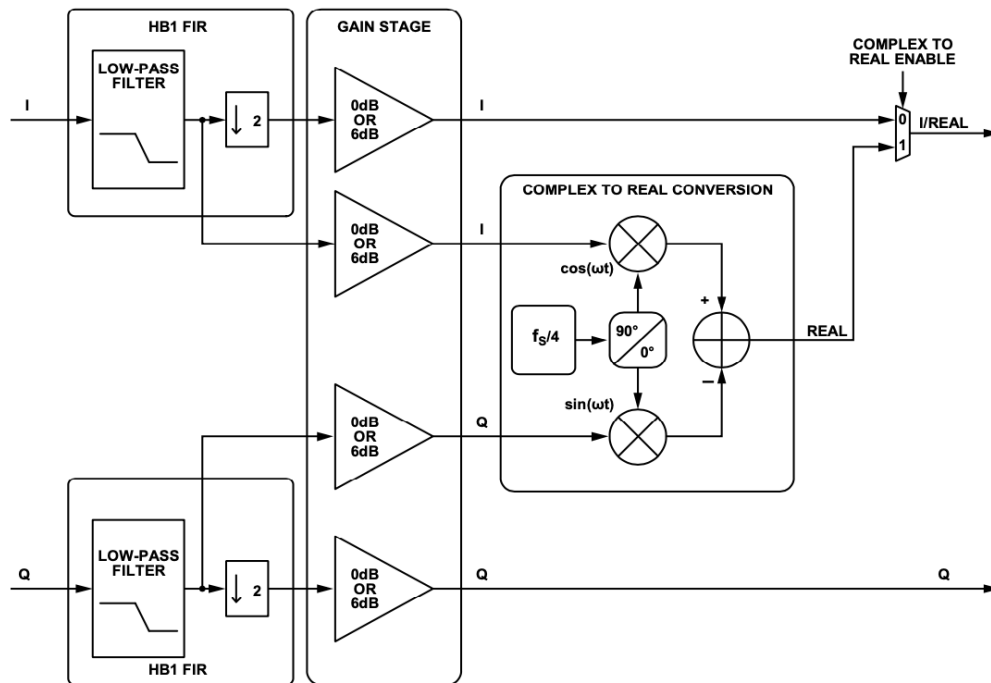 HB1 FIR
GAIN STAGE
LOW-PASS
FILTER
I
↓ 2
0dB
OR
6dB
I
COMPLEX TO
REAL ENABLE
0
1
I/REAL
0dB
OR
6dB
I
COMPLEX TO REAL CONVERSION
cos(ωt)
fS/4
90°
0°
+
−
REAL
sin(ωt)
0dB
OR
6dB
Q
LOW-PASS
FILTER
Q
↓ 2
HB1 FIR
0dB
OR
6dB
Q
Q